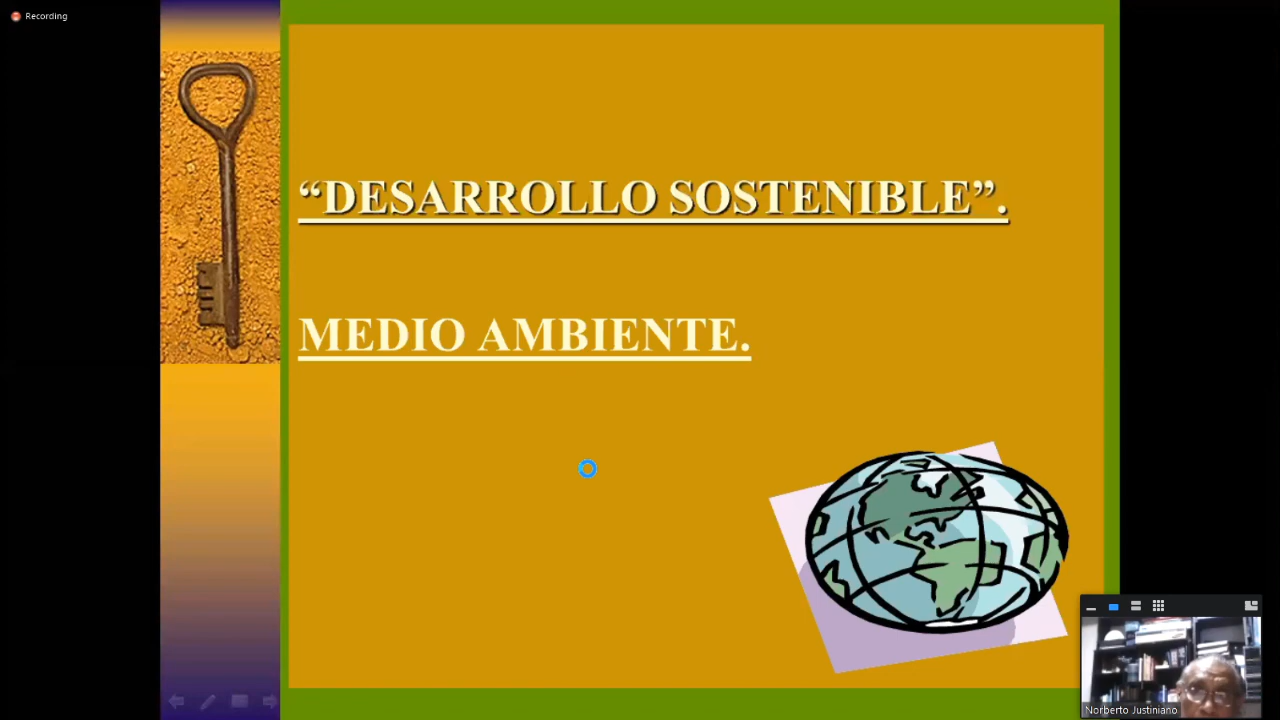 Recording
“DESARROLLO SOSTENIBLE”.
MEDIO AMBIENTE.
Norberto Justiniano